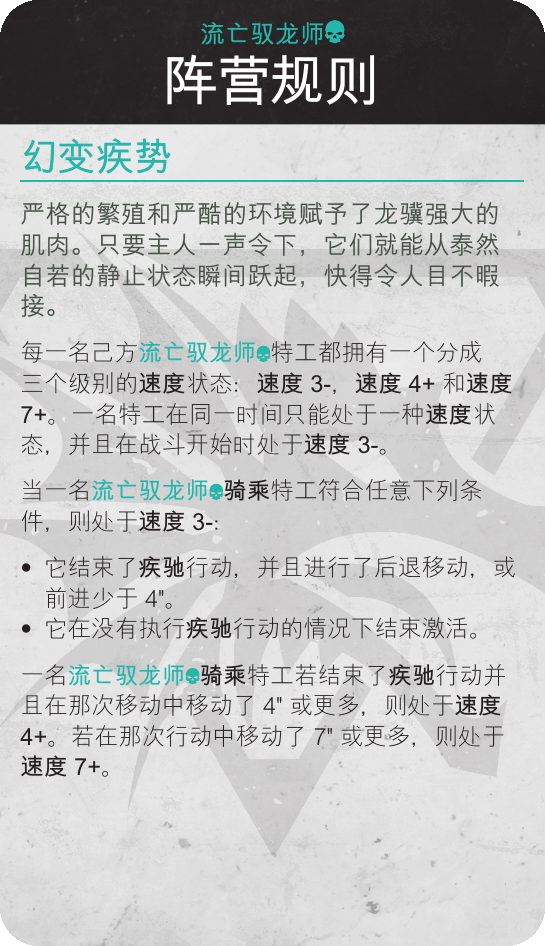 流亡驭龙师
阵营规则
幻变疾势
严格的繁殖和严酷的环境赋予了龙骥强大的
肌肉。只要主人一声令下，它们就能从泰然
自若的静止状态瞬间跃起，快得令人目不暇
接。
每一名己方流亡驭龙师特工都拥有一个分成
三个级别的速度状态：速度 3-，速度 4+ 和速度
7+。一名特工在同一时间只能处于一种速度状
态，并且在战斗开始时处于速度 3-。
当一名流亡驭龙师骑乘特工符合任意下列条
件，则处于速度 3-:
• 它结束了疾驰行动，并且进行了后退移动，或
前进少于 4"。
• 它在没有执行疾驰行动的情况下结束激活。
一名流亡驭龙师骑乘特工若结束了疾驰行动并
且在那次移动中移动了 4" 或更多，则处于速度
4+。若在那次行动中移动了 7" 或更多，则处于
速度 7+。